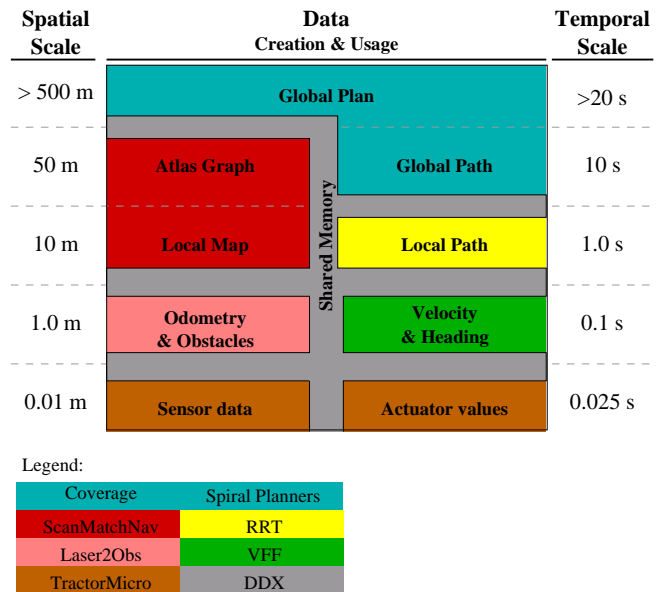 Spatial Scale
Data
Creation & Usage
Temporal Scale
> 500 m
Global Plan
>20 s
50 m
Atlas Graph
Global Path
10 s
Shared Memory
10 m
Local Map
Local Path
1.0 s
1.0 m
Odometry
& Obstacles
Velocity
& Heading
0.1 s
0.01 m
Sensor data
Actuator values
0.025 s
Legend:
Coverage
Spiral Planners
ScanMatchNav
RRT
Laser2Obs
VFF
TractorMicro
DDX